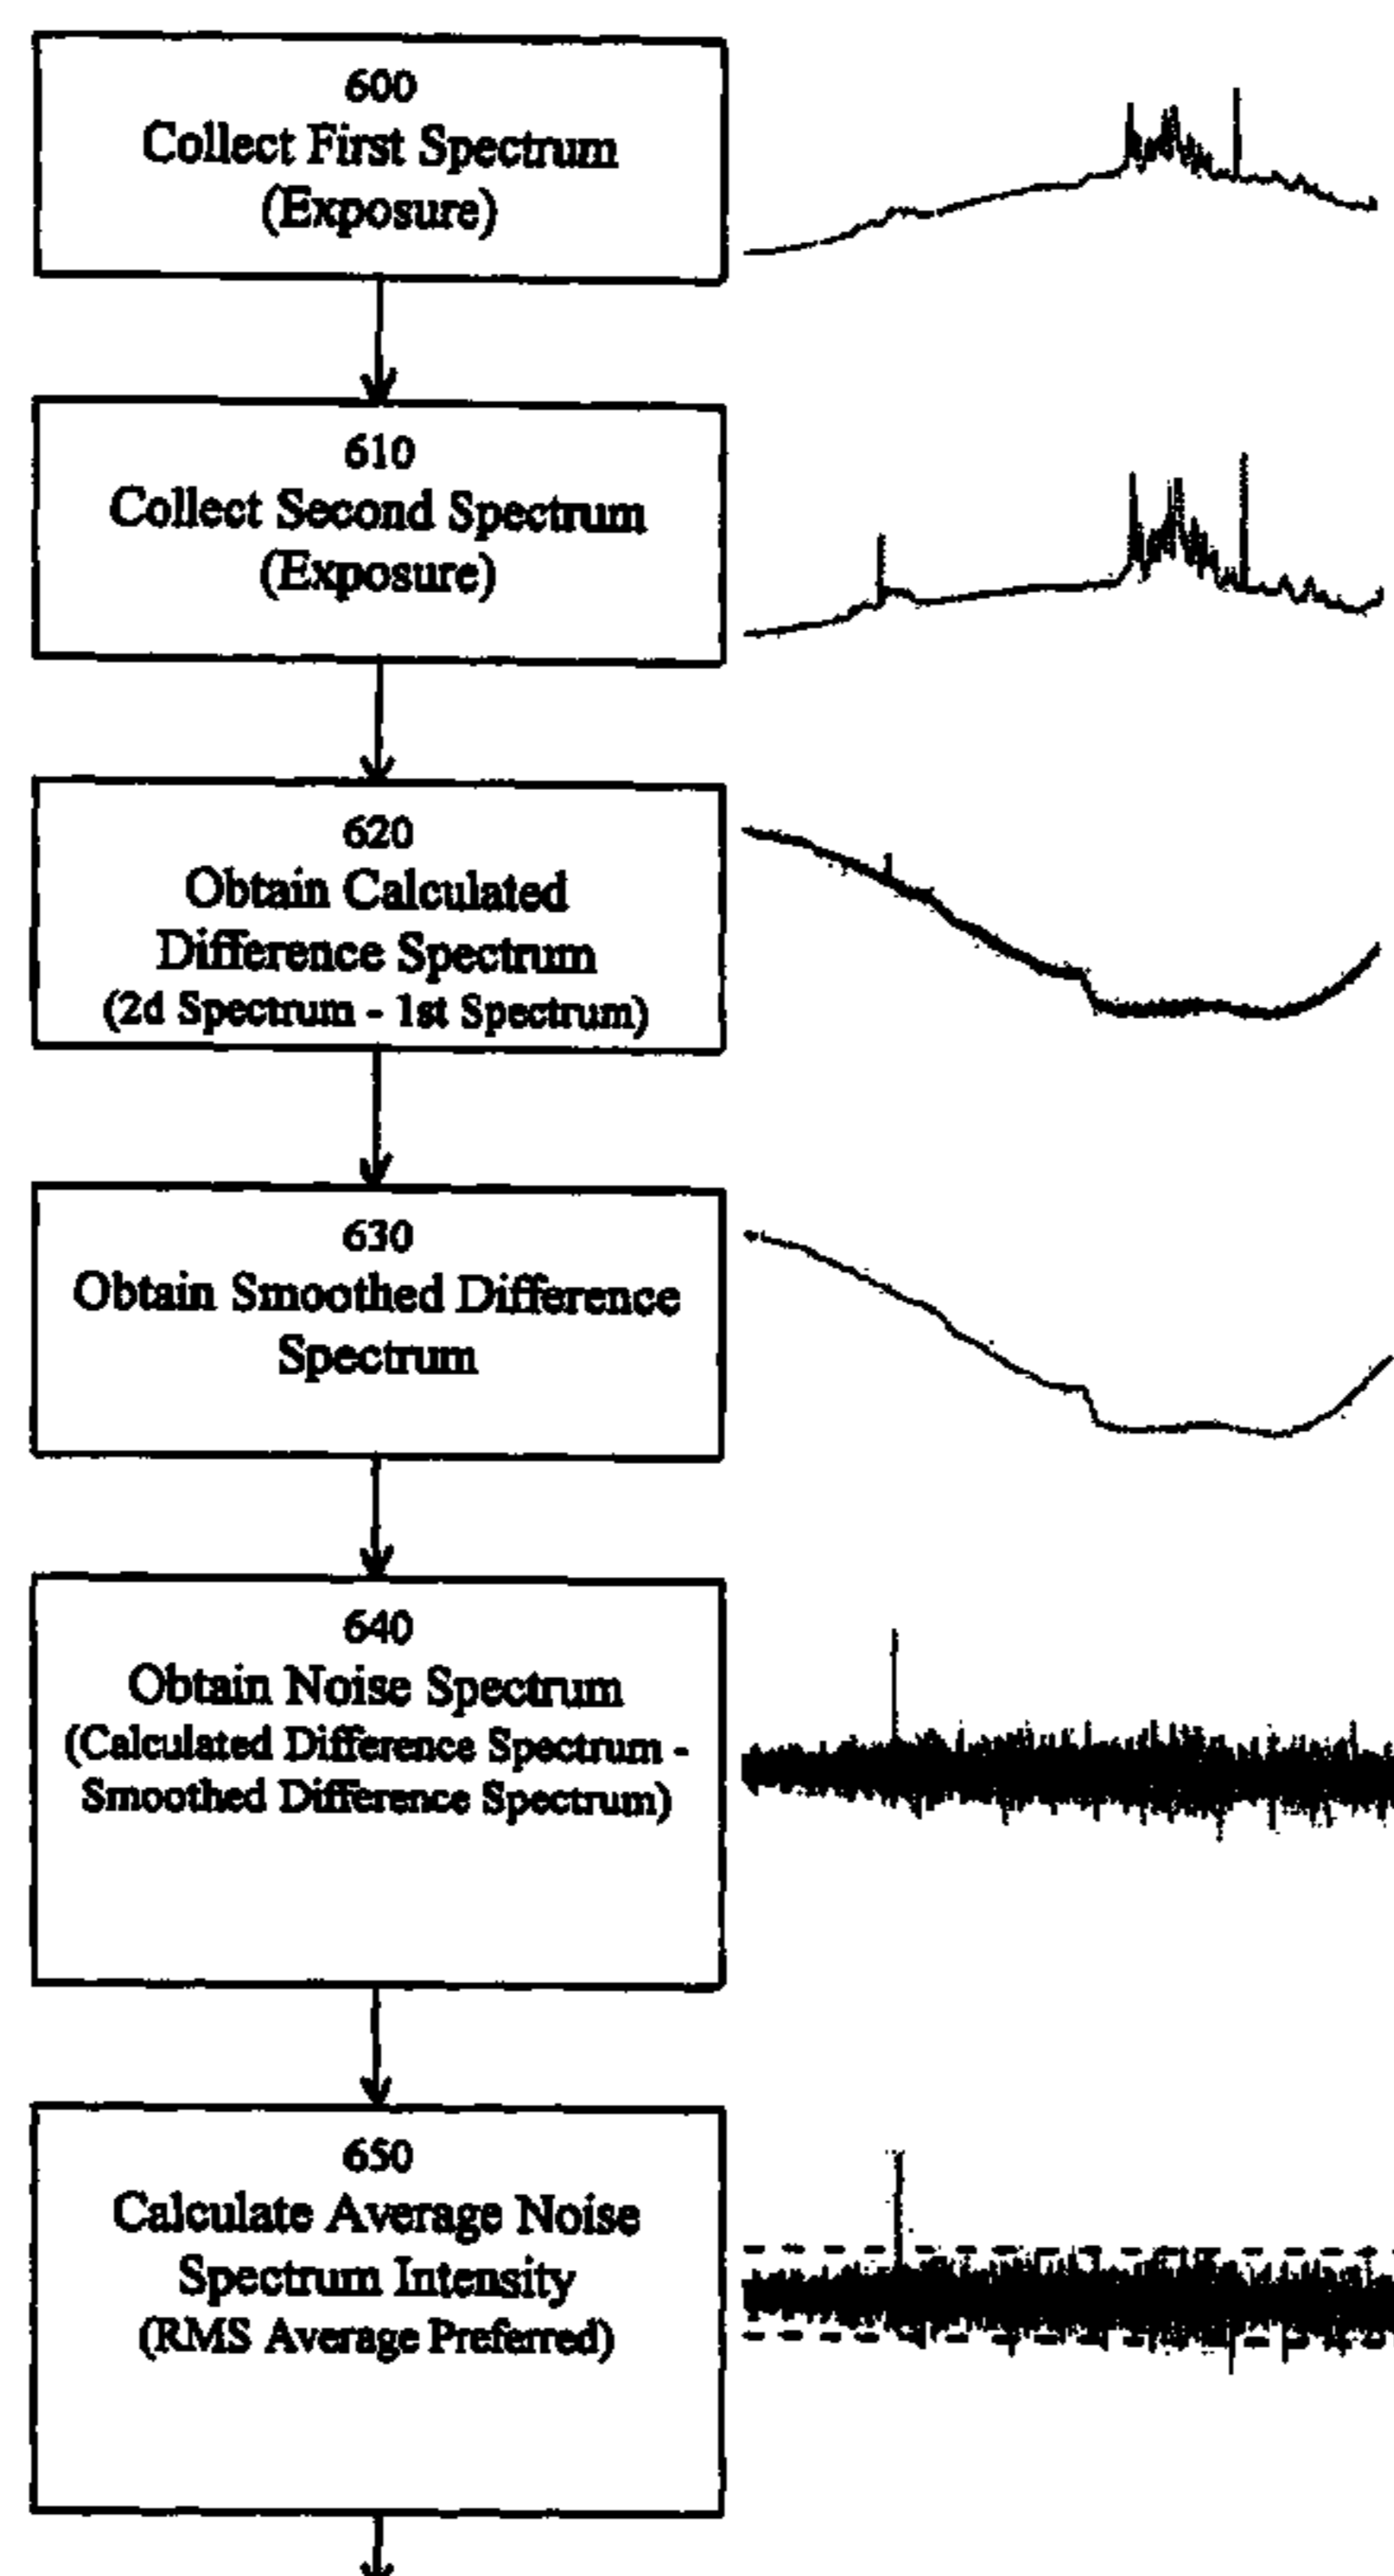 600
Collect First Spectrum
(Exposure)
610
Collect Second Spectrum
(Exposure)
620
Obtain Calculated
Difference Spectrum
(2d Spectrum - 1st Spectrum)
630
Obtain Smoothed Difference
Spectrum
640
Obtain Noise Spectrum
(Calculated Difference Spectrum -
Smoothed Difference Spectrum)
650
Calculate Average Noise
Spectrum Intensity
(RMS Average Preferred)